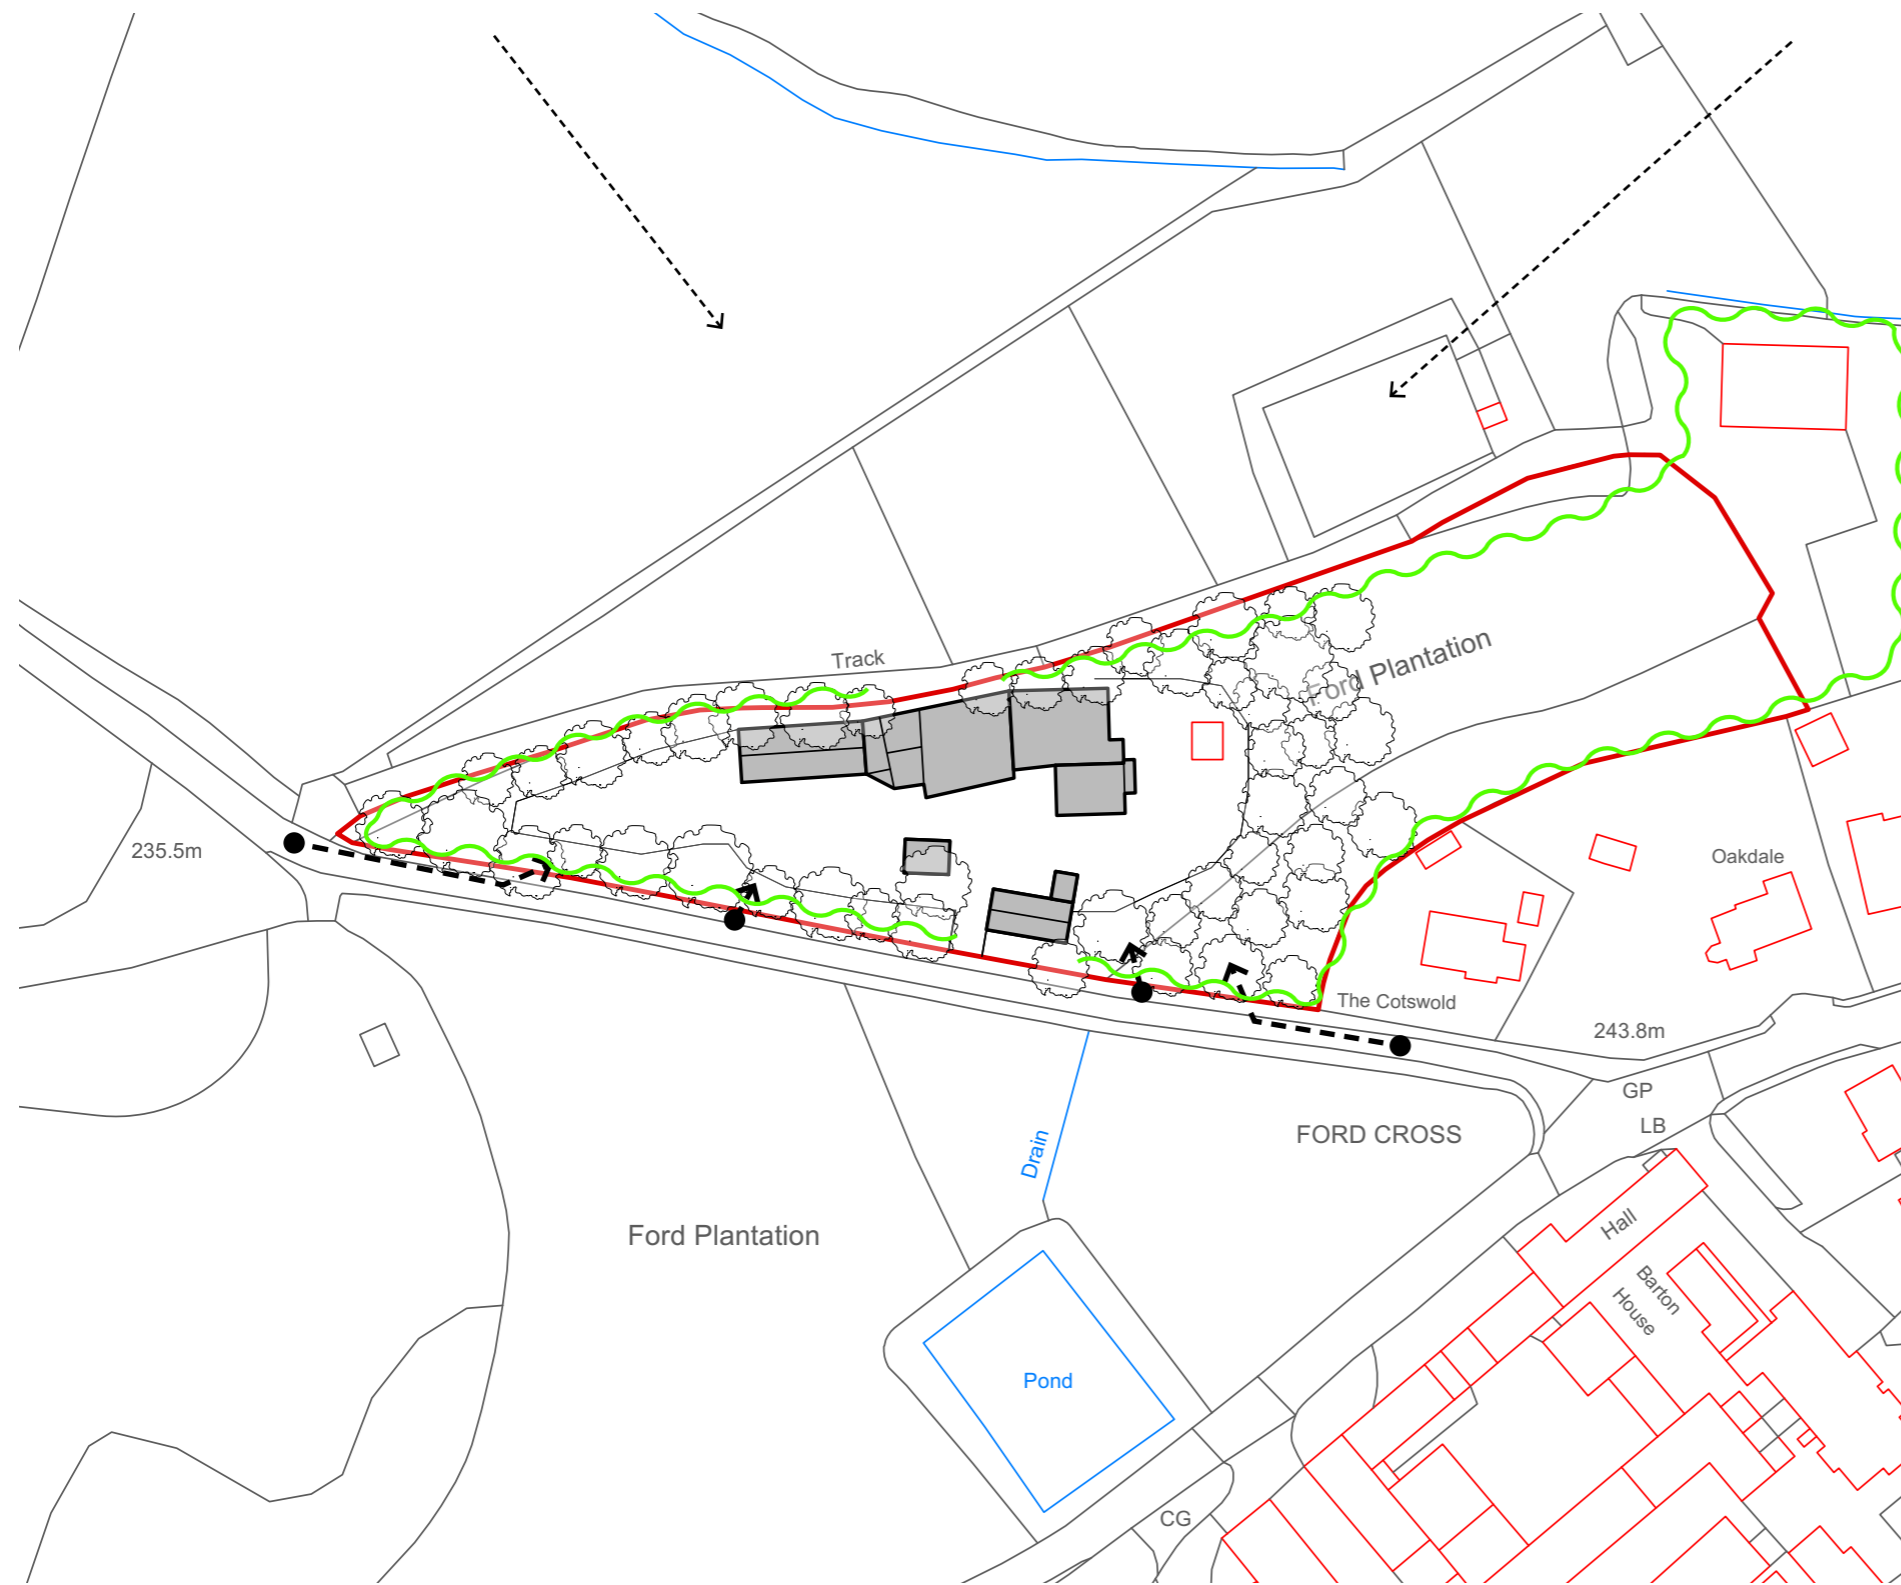 Ford Plantation
Track
235.5m
Oakdale
The Cotswold
243.8m
GP
LB
FORD CROSS
Drain
Ford Plantation
Hall
Barton
House
Pond
CG